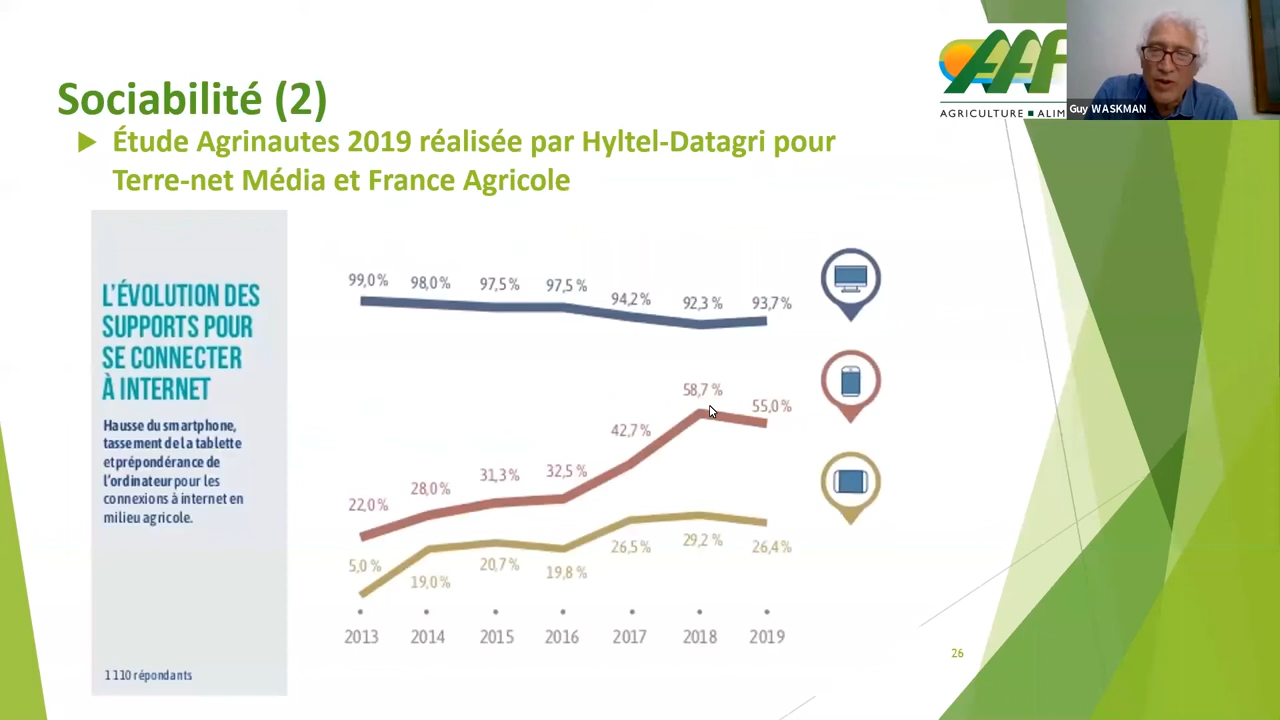 Sociabilité (2)
Étude Agrinautes 2019 réalisée par Hyltel-Datagri pour
Terre-net Média et France Agricole
AAF
AGRICULTURE ■ ALIM
Guy WASKMAN
L'ÉVOLUTION DES
SUPPORTS POUR
SE CONNECTER
À INTERNET
Hausse du smartphone,
tassement de la tablette
et prépondérance de
l'ordinateur pour les
connexions à internet en
milieu agricole.
1 110 répondants
99,0 % 98,0 % 97,5 % 97,5 % 94,2 % 92,3 % 93,7 %
22,0 % 28,0 % 31,3 % 32,5 % 42,7 % 58,7 % 55,0 %
5,0 % 19,0 % 20,7 % 19,8 % 26,5 % 29,2 % 26,4 %
2013 2014 2015 2016 2017 2018 2019
26